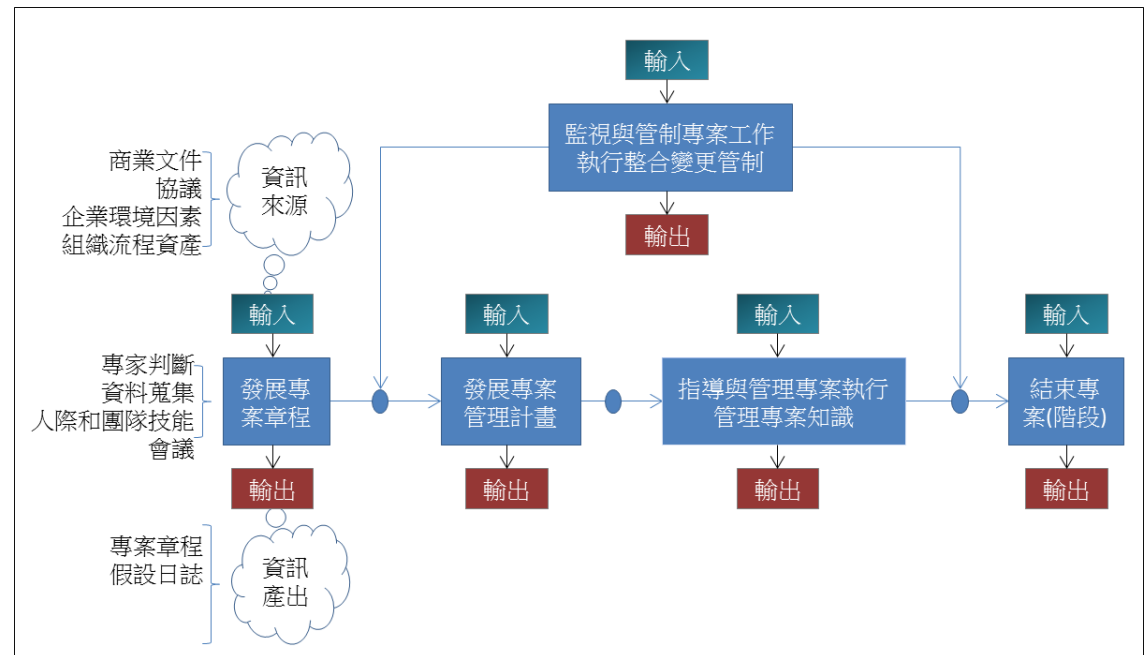 輸入
監視與管制專案工作
執行整合變更管制
輸出
商業文件
協議
企業環境因素
組織流程資產
資訊
來源
輸入
輸入
輸入
輸入
專家判斷
資料蒐集
人際和團隊技能
會議
發展專
案章程
發展專案
管理計畫
指導與管理專案執行
管理專案知識
結束專
案(階段)
輸出
輸出
輸出
輸出
專案章程
假設日誌
資訊
產出